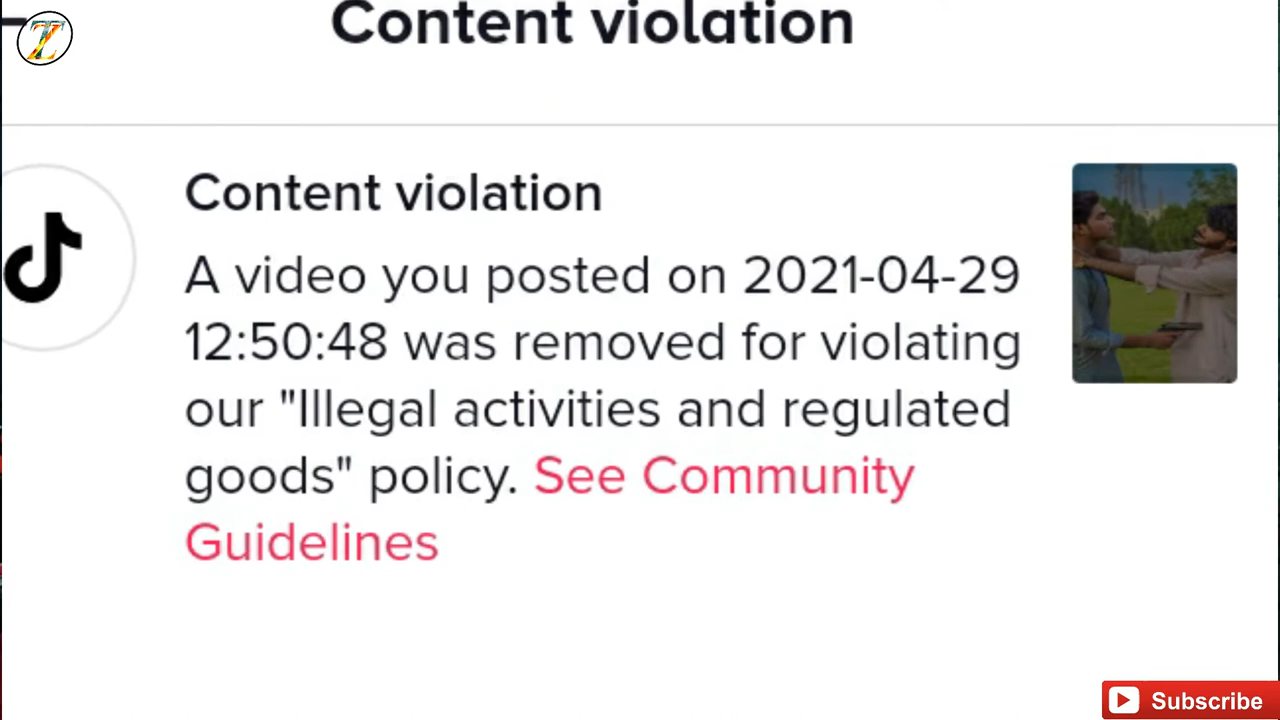 Content violation
Content violation
A video you posted on 2021-04-29
12:50:48 was removed for violating
our "Illegal activities and regulated
goods" policy. See Community
Guidelines
Subscribe